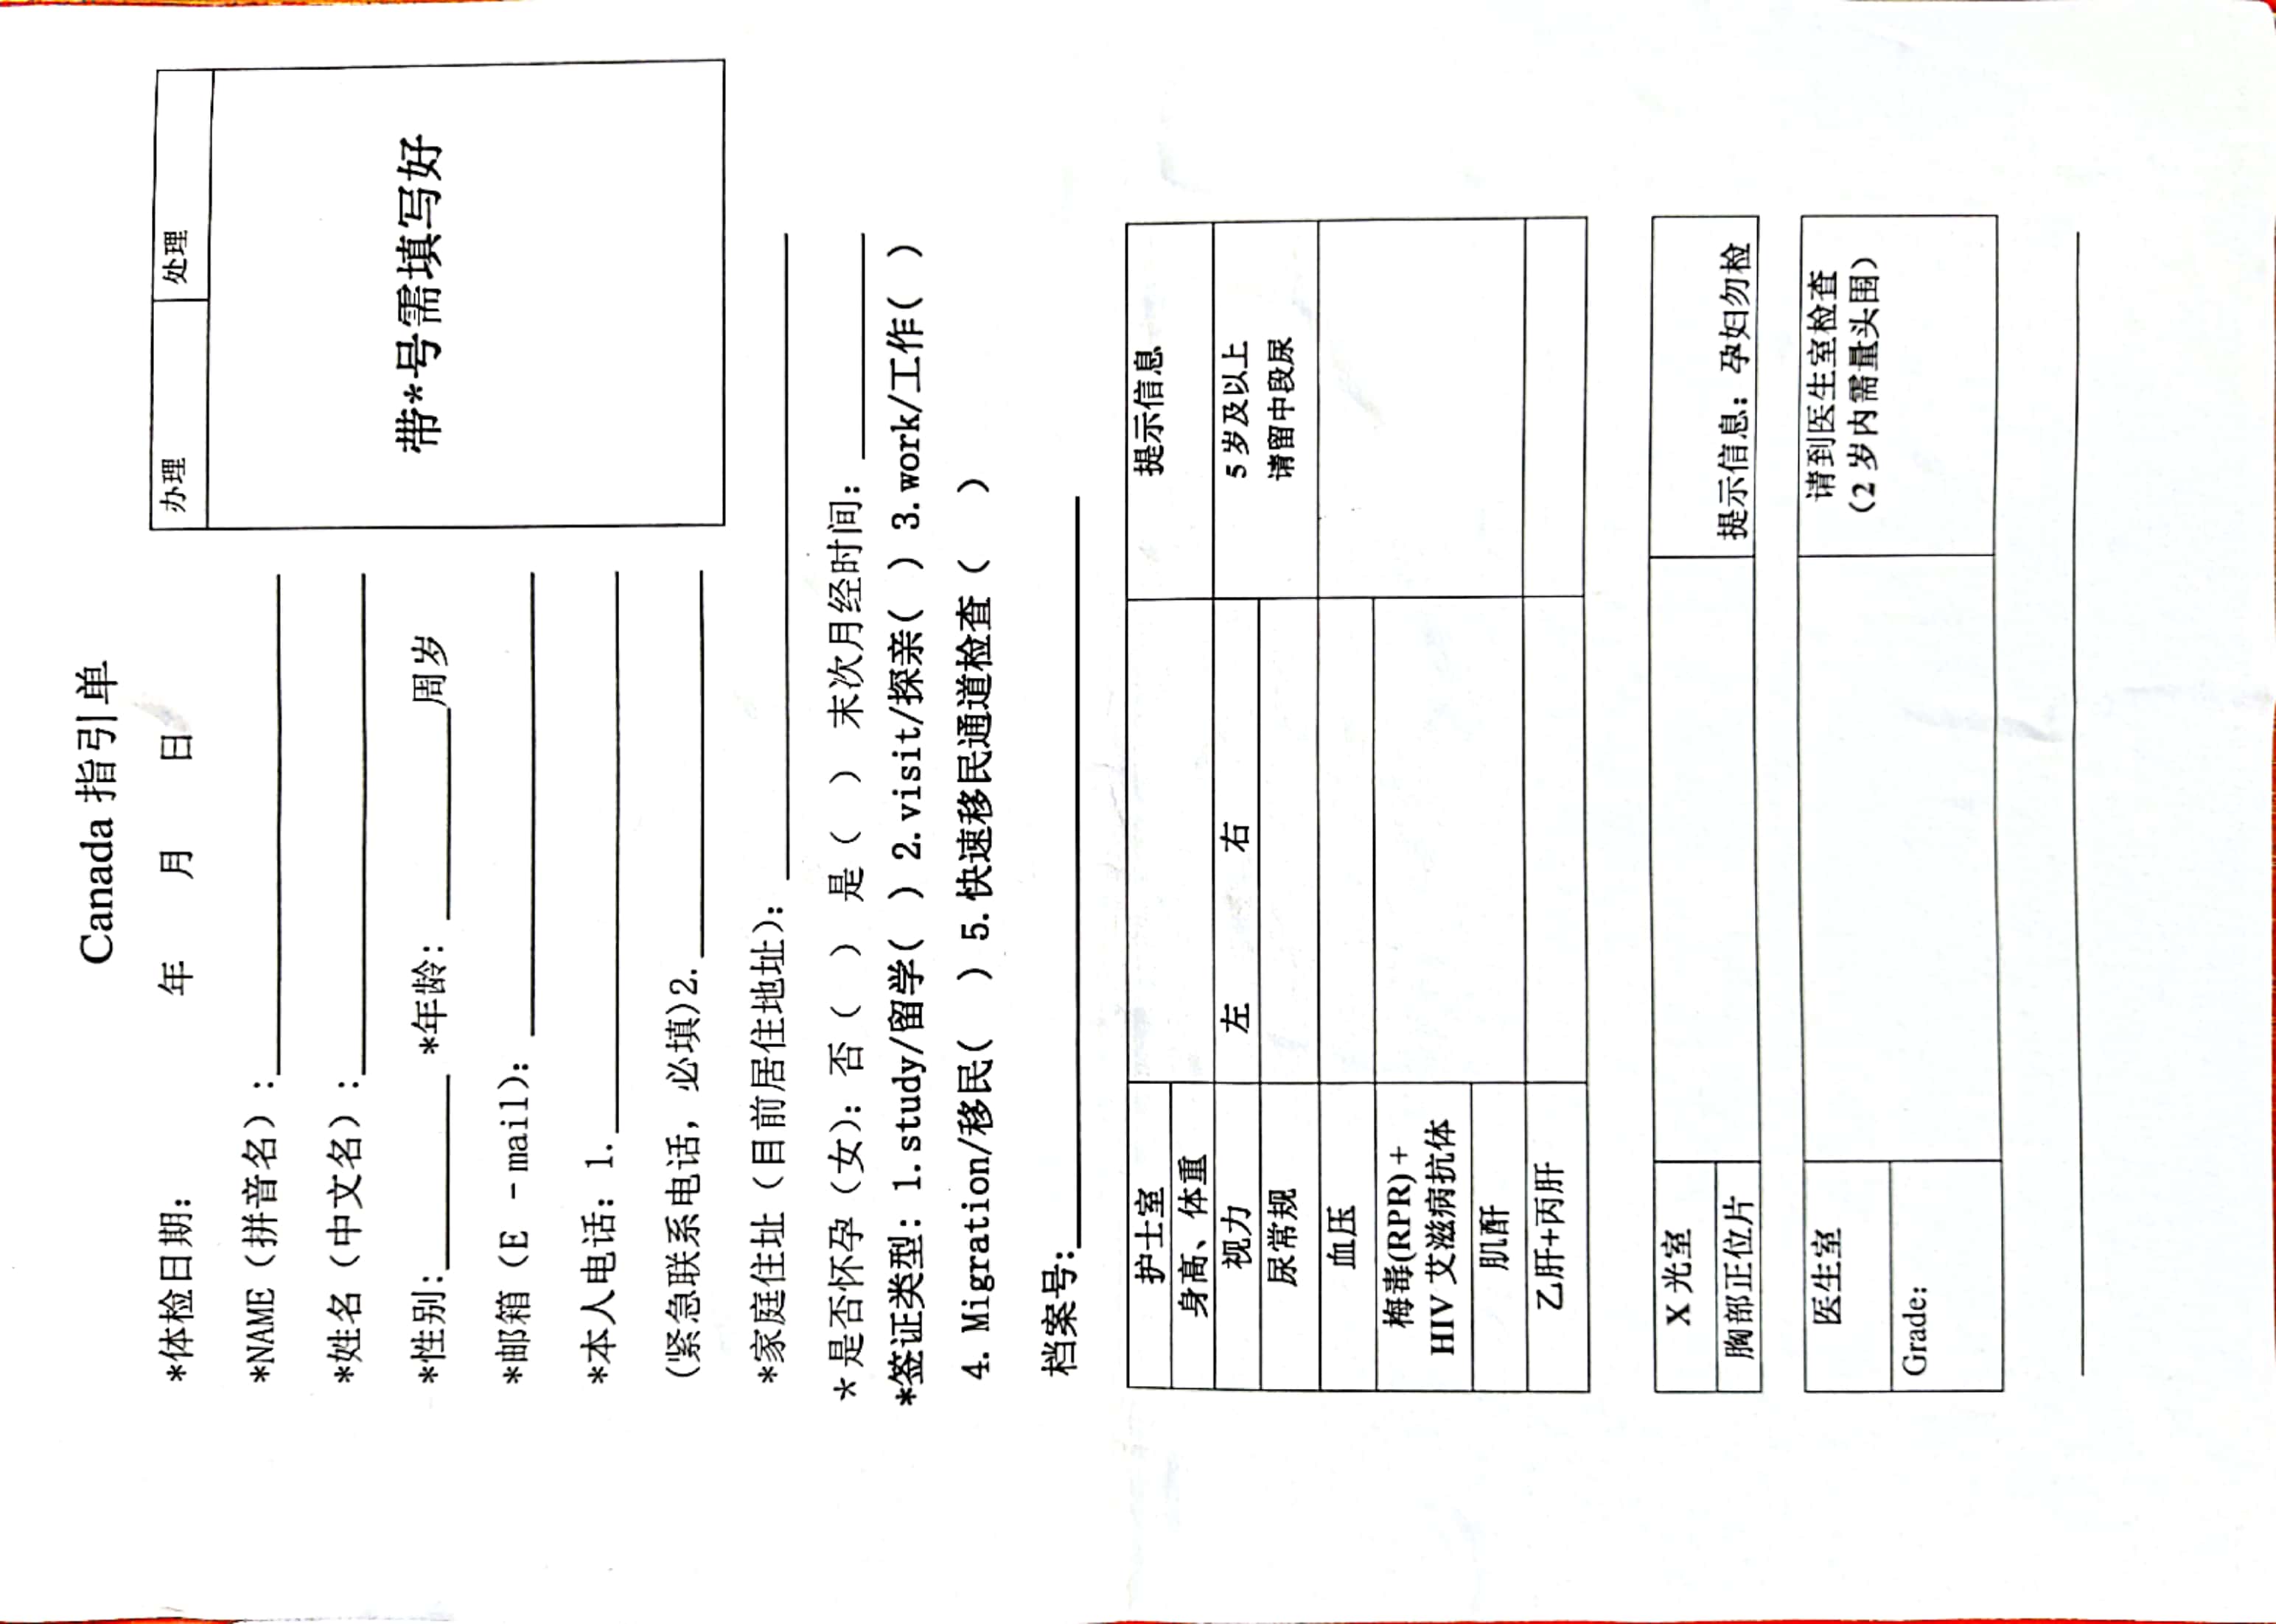 Canada 指引单
*体检日期: 年 月 日
办理 处理
*NAME（拼音名）:
*姓名（中文名）:
带*号需填写好
*性别: *年龄: 周岁
*邮箱（E －mail）:
*本人电话: 1.
(紧急联系电话，必填)2.
*家庭住址（目前居住地址）:
*是否怀孕（女）: 否（ ） 是（ ） 末次月经时间:
*签证类型: 1.study/留学( ) 2.visit/探亲( ) 3.work/工作( )
4. Migration/移民( ) 5.快速移民通道检查（ ）
档案号:
护士室 提示信息
身高、体重
视力 左 右 5 岁及以上
尿常规 请留中段尿
血压
梅毒(RPR) +
HIV 艾滋病抗体
肌酐
乙肝+丙肝
X 光室
胸部正位片 提示信息：孕妇勿检
医生室 请到医生室检查
（2 岁内需量头围）
Grade: